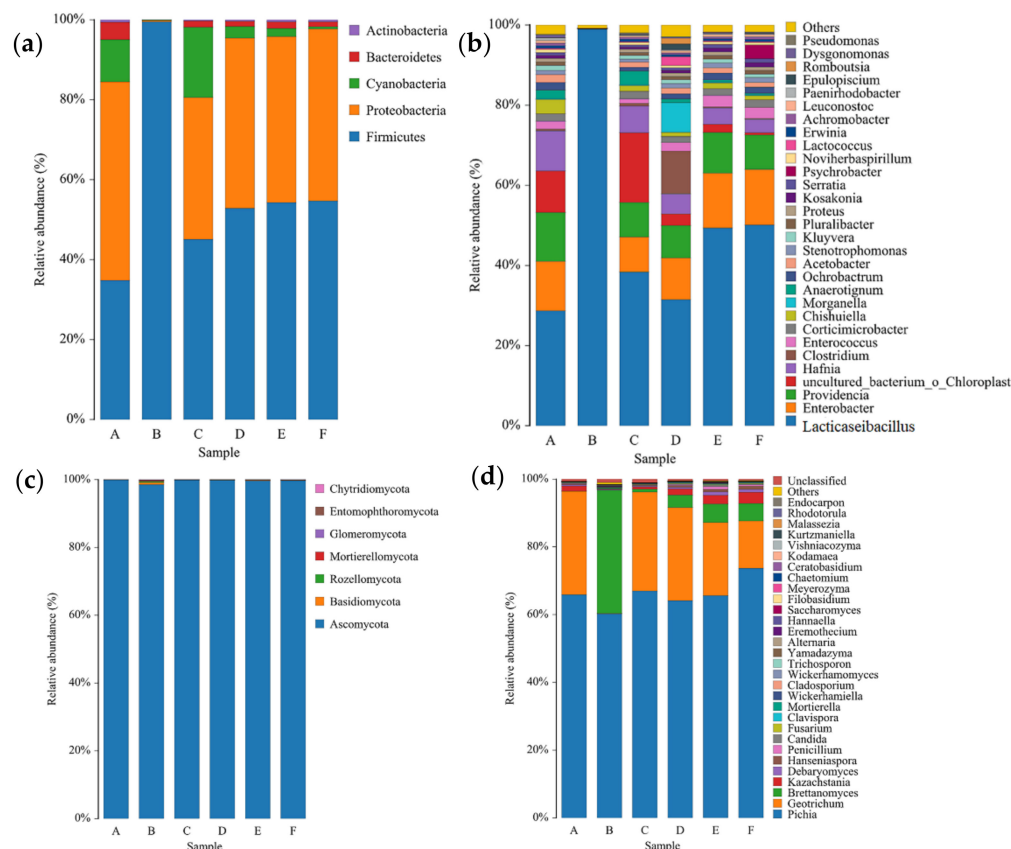 (a)
Relative abundance (%)
100%
80%
60%
40%
20%
0%
A B C D E F
Sample
Actinobacteria
Bacteroidetes
Cyanobacteria
Proteobacteria
Firmicutes
(b)
Relative abundance (%)
100%
80%
60%
40%
20%
0%
A B C D E F
Sample
Others
Pseudomonas
Dysgonomonas
Romboutsia
Epulopiscium
Paenirhodobacter
Leuconostoc
Achromobacter
Erwinia
Lactococcus
Noviherbaspirillum
Psychrobacter
Serratia
Kosakonia
Proteus
Pluralibacter
Kluyvera
Stenotrophomonas
Acetobacter
Ochrobactrum
Anaerotignum
Morganella
Chishuiella
Corticimicrobacter
Enterococcus
Clostridium
Hafnia
uncultured_bacterium_o_Chloroplast
Providencia
Enterobacter
Lacticaseibacillus
(c)
Relative abundance (%)
100%
80%
60%
40%
20%
0%
A B C D E F
Sample
Chytridiomycota
Entomophthoromycota
Glomeromycota
Mortierellomycota
Rozellomycota
Basidiomycota
Ascomycota
(d)
Relative abundance (%)
100%
80%
60%
40%
20%
0%
A B C D E F
Sample
Unclassified
Others
Endocarpon
Rhodotorula
Malassezia
Kurtzmaniella
Vishniacozyma
Kodamaea
Ceratobasidium
Chaetomium
Meyerozyma
Filobasidium
Saccharomyces
Hannaella
Eremothecium
Alternaria
Yamadazyma
Trichosporon
Wickerhamomyces
Cladosporium
Wickerhamiella
Mortierella
Clavispora
Fusarium
Candida
Penicillium
Hanseniaspora
Debaryomyces
Kazachstania
Brettanomyces
Geotrichum
Pichia